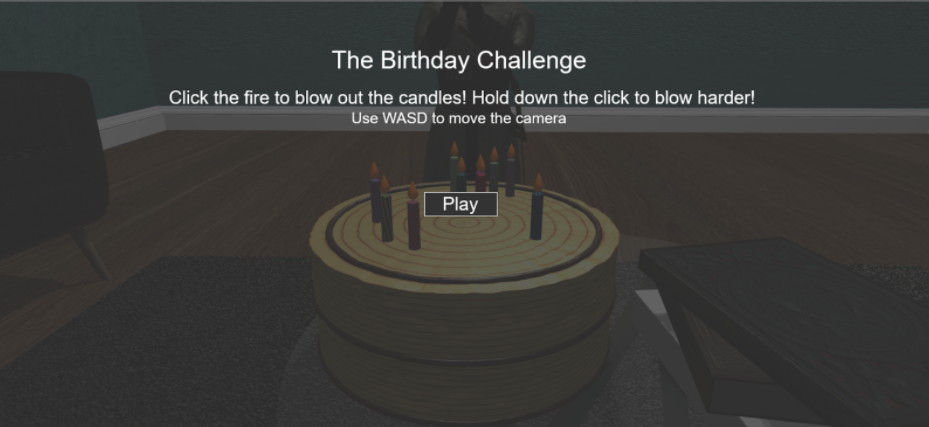 The Birthday Challenge
Click the fire to blow out the candles! Hold down the click to blow harder!
Use WASD to move the camera
Play